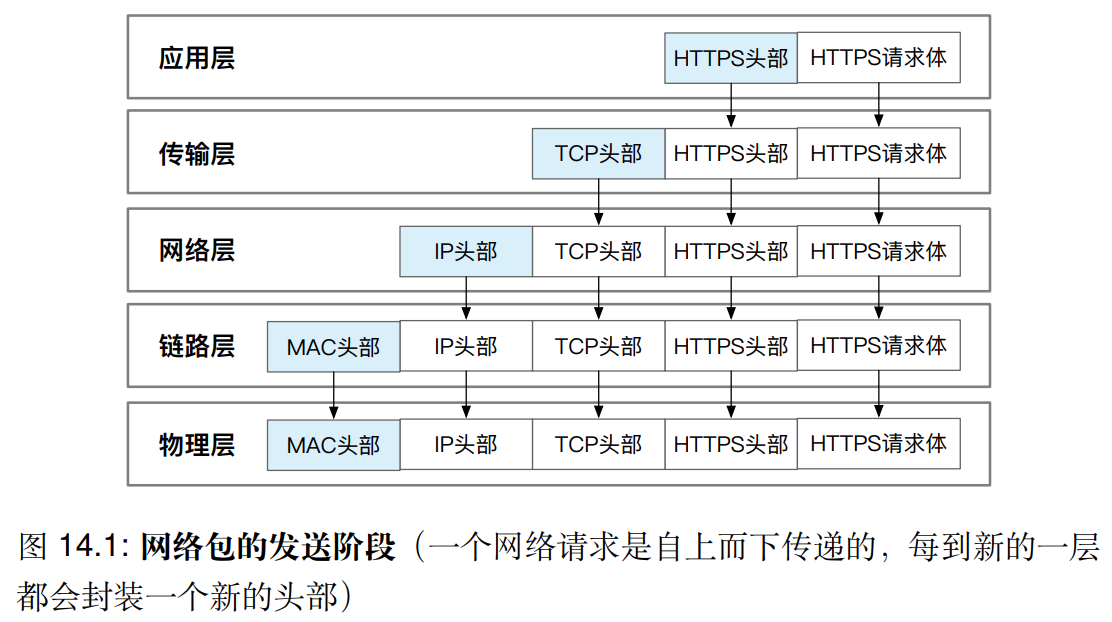 应用层 HTTPS头部 HTTPS请求体
传输层 TCP头部 HTTPS头部 HTTPS请求体
网络层 IP头部 TCP头部 HTTPS头部 HTTPS请求体
链路层 MAC头部 IP头部 TCP头部 HTTPS头部 HTTPS请求体
物理层 MAC头部 IP头部 TCP头部 HTTPS头部 HTTPS请求体
图 14.1: 网络包的发送阶段（一个网络请求是自上而下传递的，每到新的一层
都会封装一个新的头部）